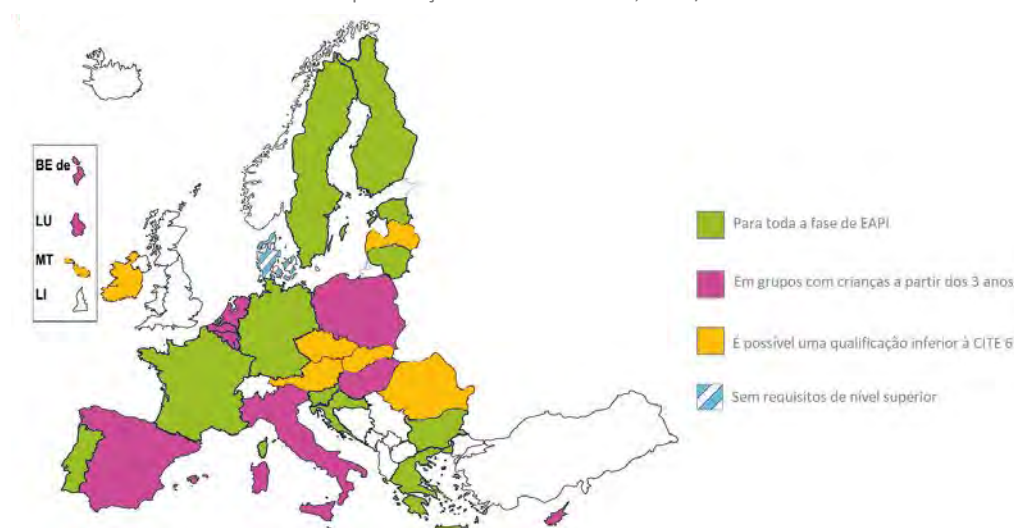 BE de
LU
MT
LI
Para toda a fase de EAPI
Em grupos com crianças a partir dos 3 anos
É possível uma qualificação inferior à CITE 6
Sem requisitos de nível superior